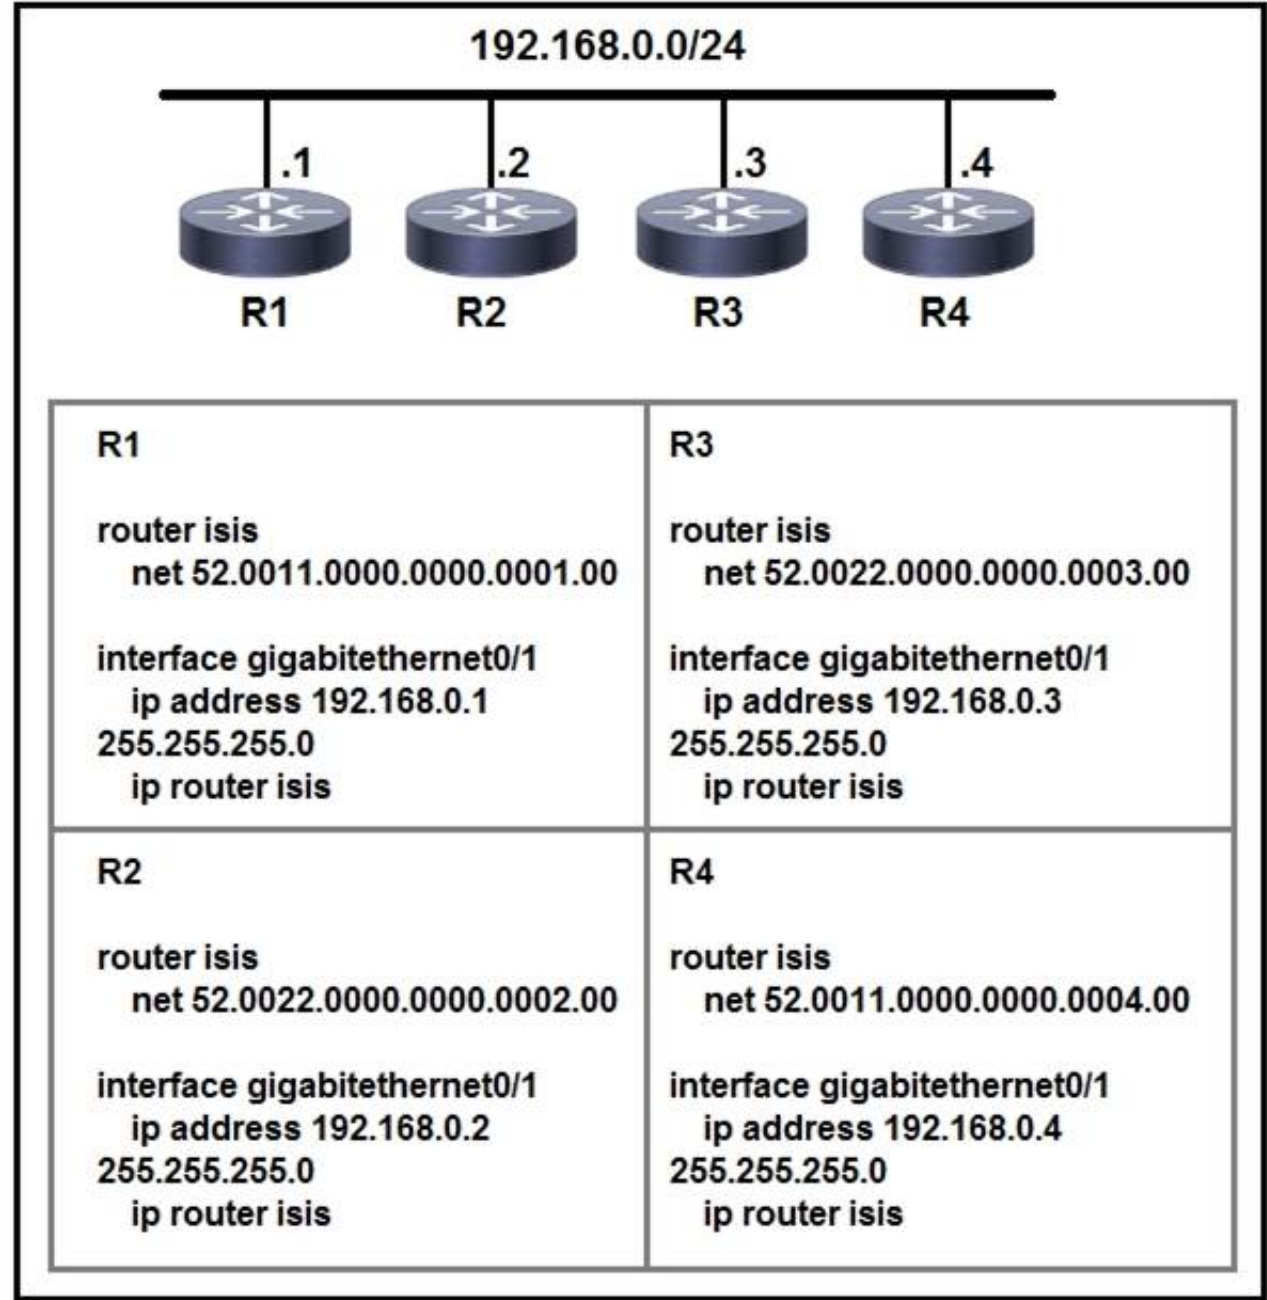 192.168.0.0/24
.1
.2
.3
.4
R1
R2
R3
R4
R1
router isis
net 52.0011.0000.0000.0001.00
interface gigabitethernet0/1
ip address 192.168.0.1
255.255.255.0
ip router isis
R3
router isis
net 52.0022.0000.0000.0003.00
interface gigabitethernet0/1
ip address 192.168.0.3
255.255.255.0
ip router isis
R2
router isis
net 52.0022.0000.0000.0002.00
interface gigabitethernet0/1
ip address 192.168.0.2
255.255.255.0
ip router isis
R4
router isis
net 52.0011.0000.0000.0004.00
interface gigabitethernet0/1
ip address 192.168.0.4
255.255.255.0
ip router isis